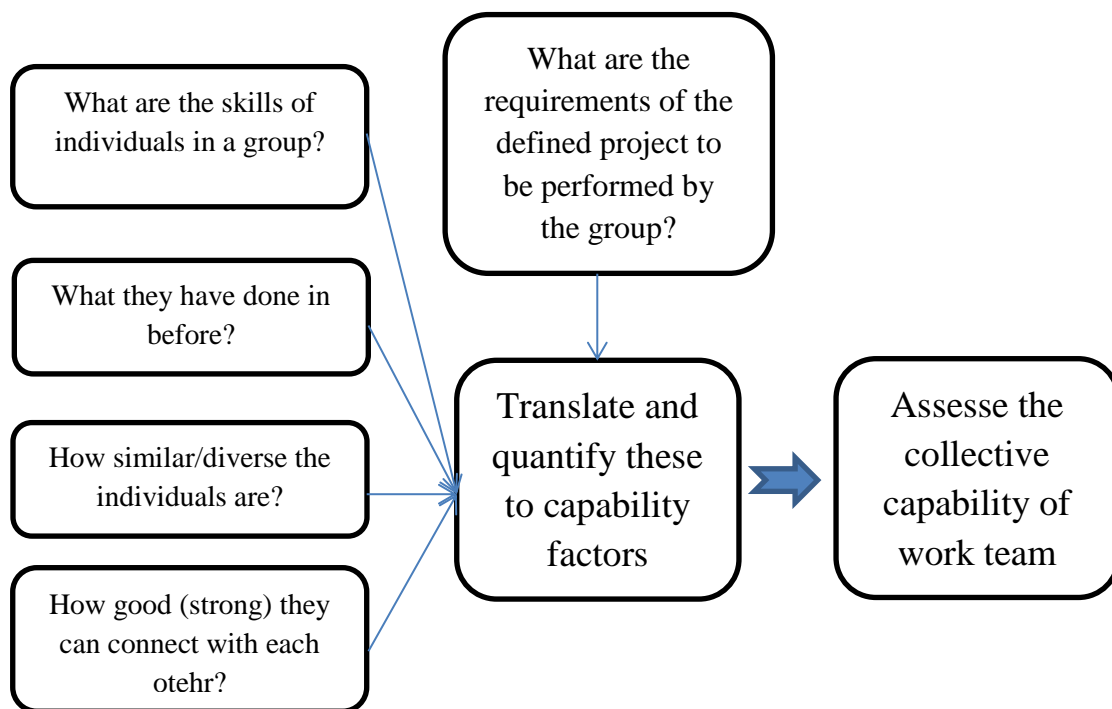 What are the skills of
individuals in a group?
What they have done in
before?
How similar/diverse the
individuals are?
How good (strong) they
can connect with each
otehr?
What are the
requirements of the
defined project to
be performed by
the group?
Translate and
quantify these
to capability
factors
Assesse the
collective
capability of
work team